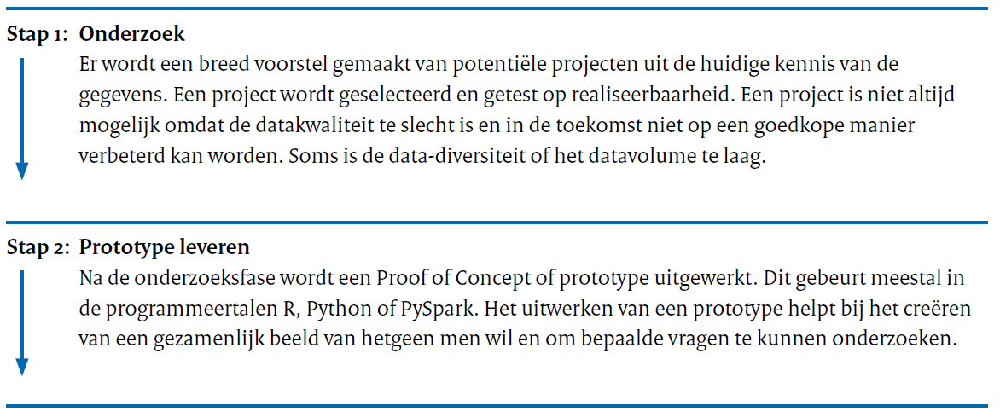 Stap 1: Onderzoek
Er wordt een breed voorstel gemaakt van potentiële projecten uit de huidige kennis van de
gegevens. Een project wordt geselecteerd en getest op realiseerbaarheid. Een project is niet altijd
mogelijk omdat de datakwaliteit te slecht is en in de toekomst niet op een goedkope manier
verbeterd kan worden. Soms is de data-diversiteit of het datavolume te laag.
Stap 2: Prototype leveren
Na de onderzoeksfase wordt een Proof of Concept of prototype uitgewerkt. Dit gebeurt meestal in
de programmeertalen R, Python of PySpark. Het uitwerken van een prototype helpt bij het creëren
van een gezamenlijk beeld van hetgeen men wil en om bepaalde vragen te kunnen onderzoeken.